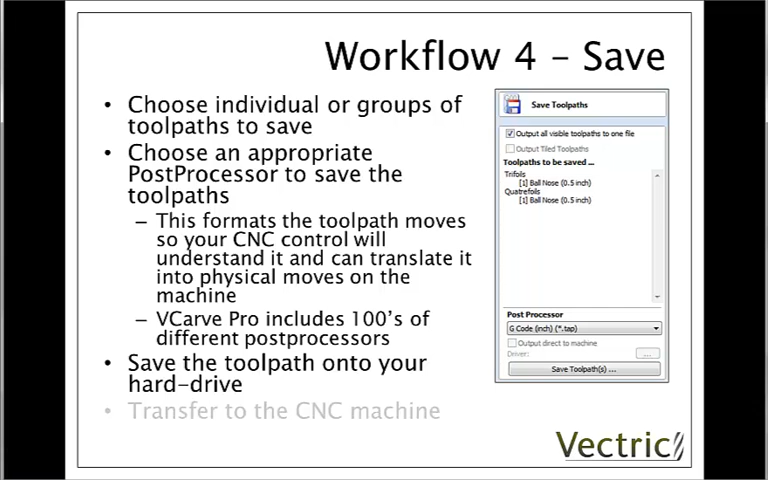 Workflow 4 – Save
• Choose individual or groups of
toolpaths to save
• Choose an appropriate
PostProcessor to save the
toolpaths
– This formats the toolpath moves
so your CNC control will
understand it and can translate it
into physical moves on the
machine
– VCarve Pro includes 100's of
different postprocessors
• Save the toolpath onto your
hard-drive
• Transfer to the CNC machine
Save Toolpaths
Output all visible toolpaths to one file
Output Tiled Toolpaths
Toolpaths to be saved ...
Trifoils
[1] Ball Nose (0.5 inch)
Quatrefoils
[1] Ball Nose (0.5 inch)
Post Processor
G Code (inch) (*.tap)
Output direct to machine
Driver:
...
Save Toolpath(s) ...
Vectric